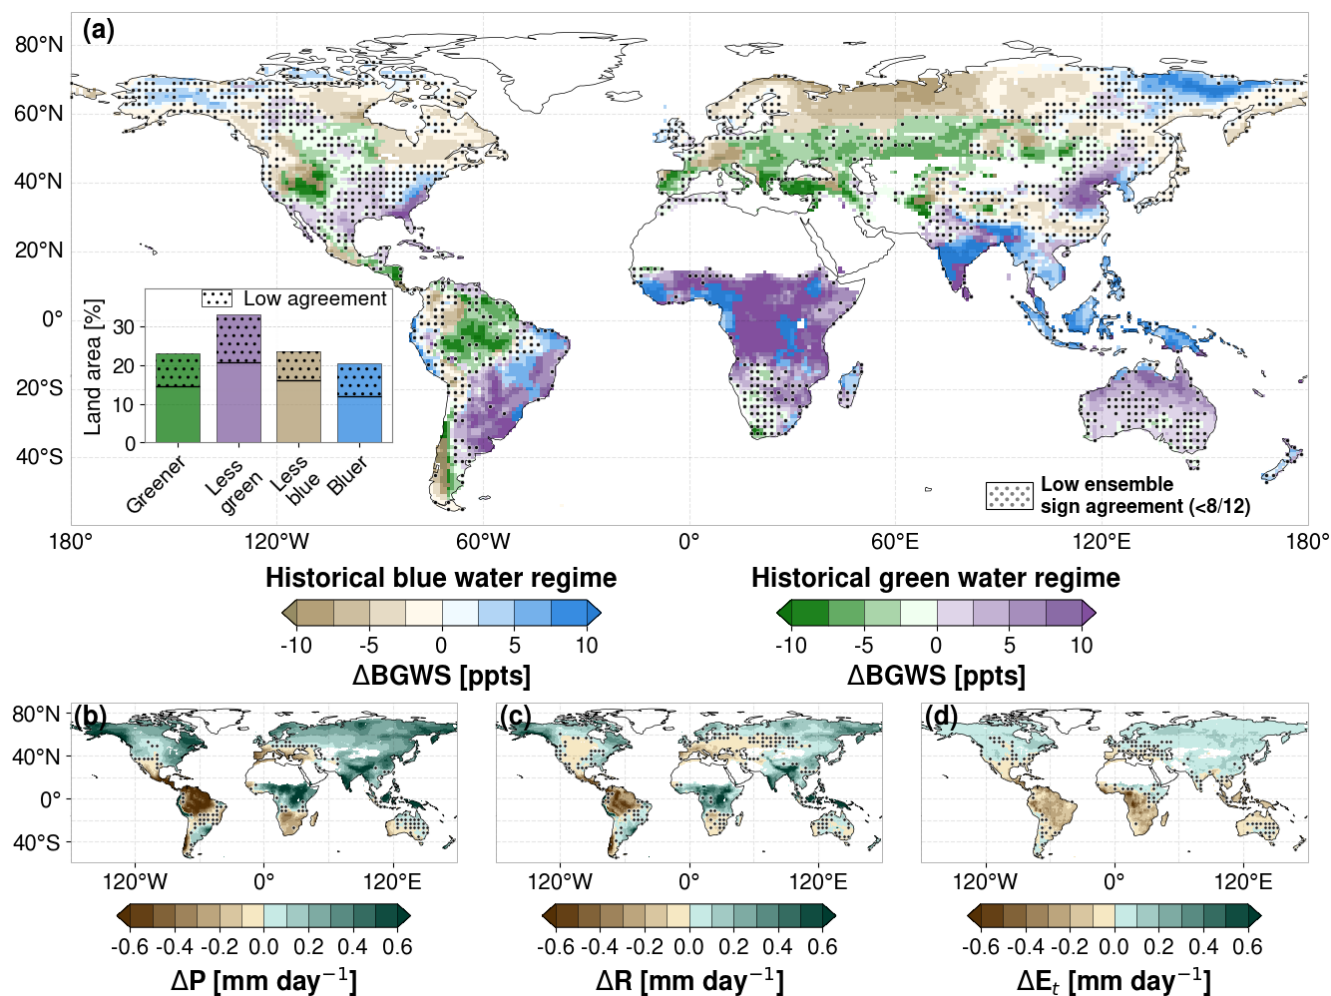 (a)
80°N
60°N
40°N
20°N
0°
20°S
40°S
180°
120°W
60°W
0°
60°E
120°E
180°
Low agreement
Land area [%]
30
20
10
0
Greener
Less
green
Less
blue
Bluer
Low ensemble
sign agreement (<8/12)
Historical blue water regime
-10
-5
0
5
10
ΔBGWS [ppts]
Historical green water regime
-10
-5
0
5
10
ΔBGWS [ppts]
(b)
80°N
40°N
0°
40°S
120°W
0°
120°E
-0.6 -0.4 -0.2 0.0 0.2 0.4 0.6
ΔP [mm day⁻¹]
(c)
120°W
0°
120°E
-0.6 -0.4 -0.2 0.0 0.2 0.4 0.6
ΔR [mm day⁻¹]
(d)
120°W
0°
120°E
-0.6 -0.4 -0.2 0.0 0.2 0.4 0.6
ΔEₜ [mm day⁻¹]